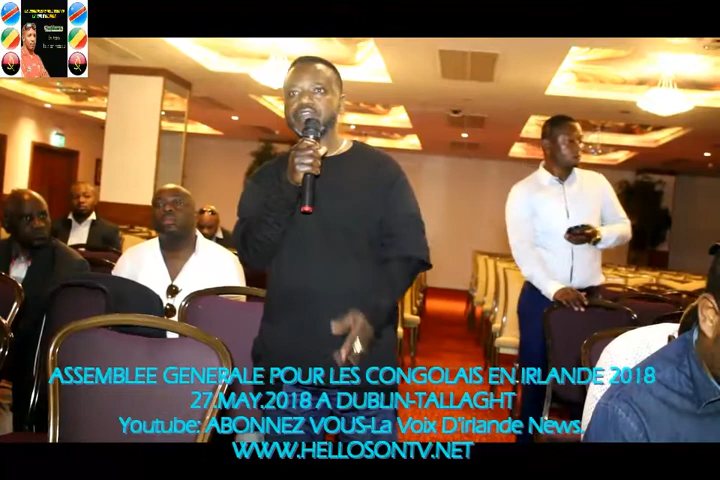 ASSEMBLEE GENERALE POUR LES CONGOLAIS EN IRLANDE 2018
27.MAY.2018 A DUBLIN-TALLAGHT
Youtube: ABONNEZ VOUS-La Voix D'irlande News.
WWW.HELLOSONTV.NET